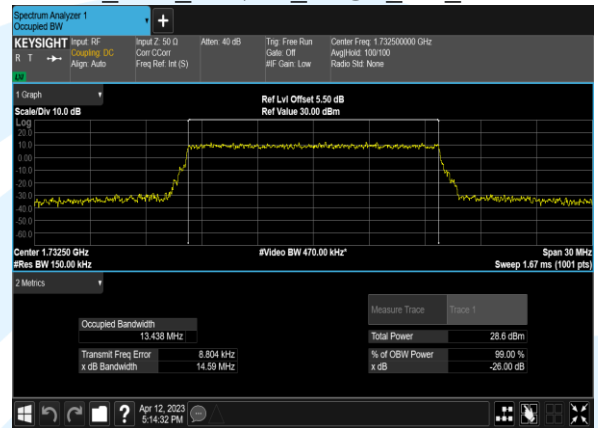 Spectrum Analyzer 1
Occupied BW
+
KEYSIGHT Input: RF Input Z: 50 Ω Atten: 40 dB Trig: Free Run Center Freq: 1.732500000 GHz
R T Coupling: DC Corr CCorr Gate: Off Avg|Hold: 100/100
Align: Auto Freq Ref: Int (S) #IF Gain: Low Radio Std: None
LV
1 Graph
Ref Lvl Offset 5.50 dB
Scale/Div 10.0 dB Ref Value 30.00 dBm
Log
20.0
10.0
0.00
-10.0
-20.0
-30.0
-40.0
-50.0
-60.0
Center 1.73250 GHz #Video BW 470.00 kHz* Span 30 MHz
#Res BW 150.00 kHz Sweep 1.67 ms (1001 pts)
2 Metrics
Measure Trace Trace 1
Occupied Bandwidth
13.438 MHz Total Power 28.6 dBm
Transmit Freq Error 8.804 kHz % of OBW Power 99.00 %
x dB Bandwidth 14.59 MHz x dB -26.00 dB
? Apr 12, 2023
5:14:32 PM